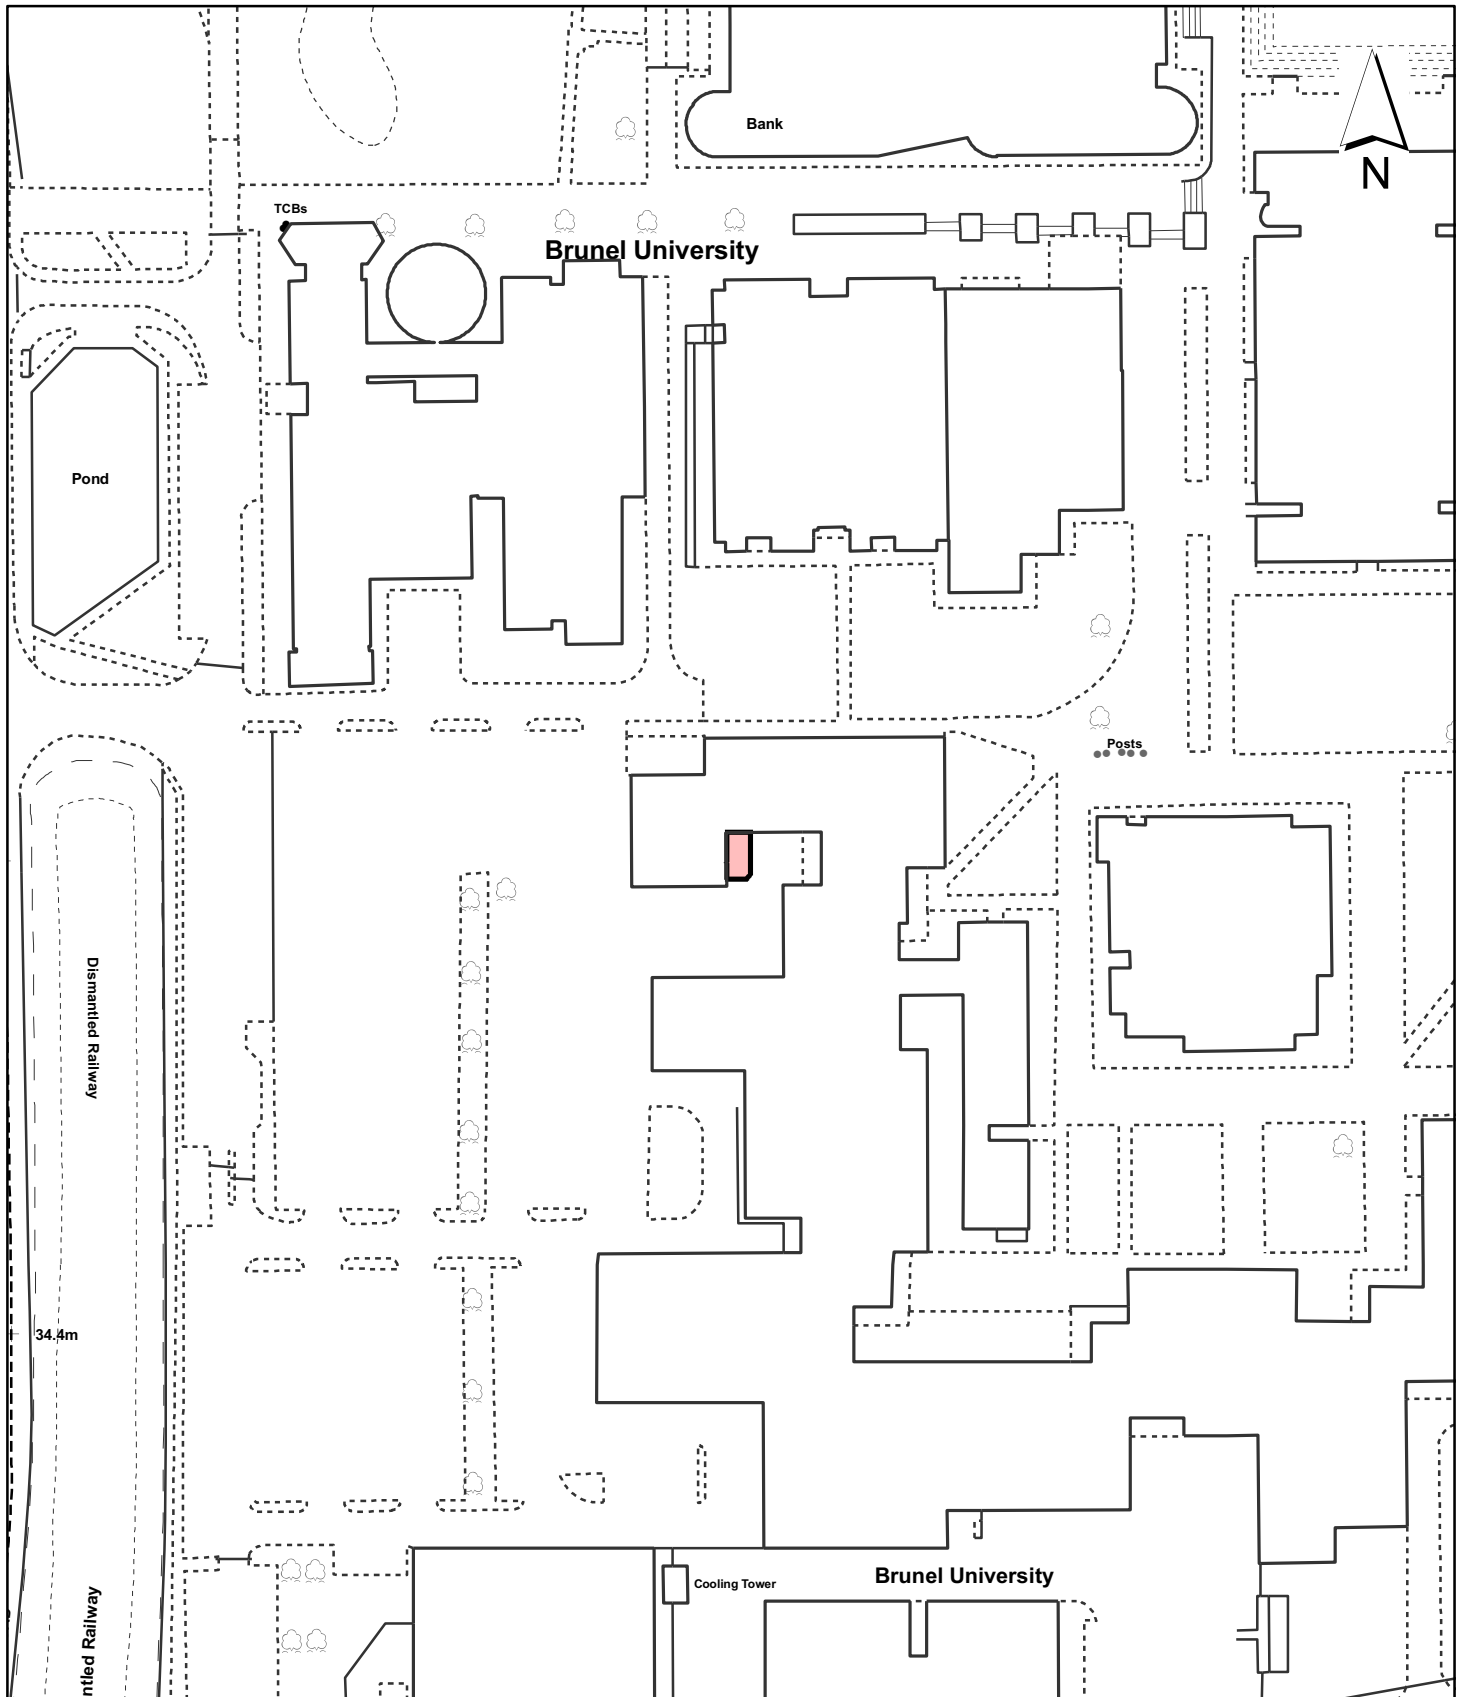 Bank
N
TCBs
Brunel University
Pond
Posts
Dismantled Railway
34.4m
Brunel University
Cooling Tower
ntled Railway